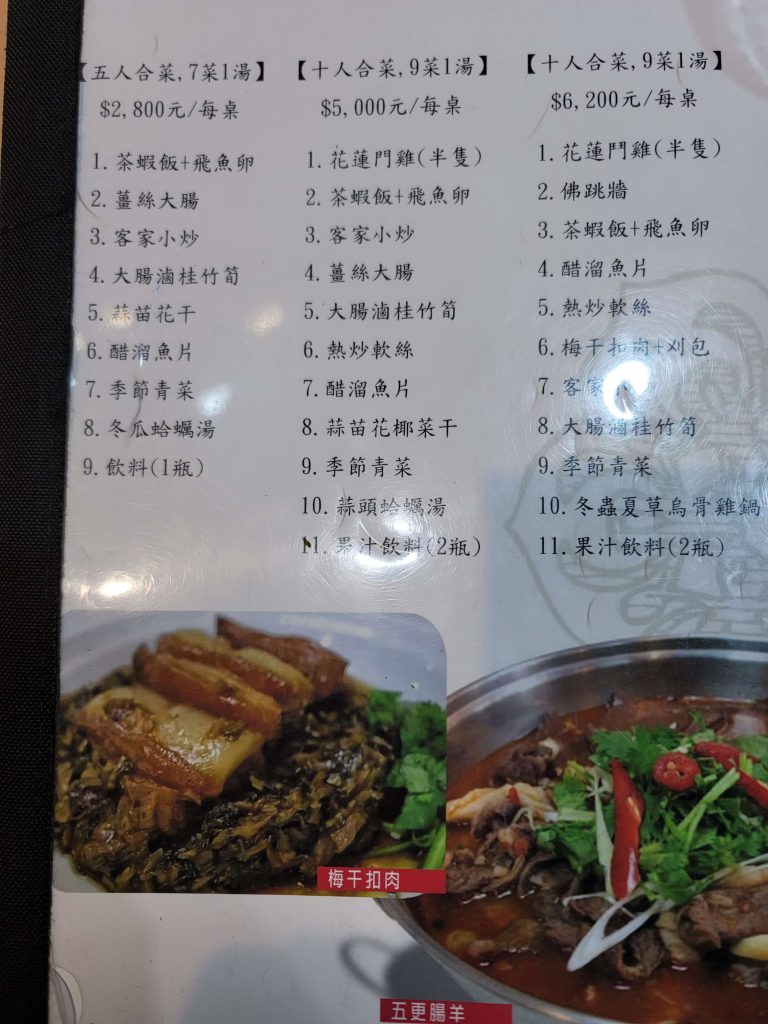 【五人合菜,7菜1湯】
$2,800元/每桌
1. 茶蝦飯+飛魚卵
2. 薑絲大腸
3. 客家小炒
4. 大腸滷桂竹筍
5. 蒜苗花干
6. 醋溜魚片
7. 季節青菜
8. 冬瓜蛤蠣湯
9. 飲料(1瓶)
【十人合菜,9菜1湯】
$5,000元/每桌
1. 花蓮鬥雞(半隻)
2. 茶蝦飯+飛魚卵
3. 客家小炒
4. 薑絲大腸
5. 大腸滷桂竹筍
6. 熱炒軟絲
7. 醋溜魚片
8. 蒜苗花椰菜干
9. 季節青菜
10. 蒜頭蛤蠣湯
11. 果汁飲料(2瓶)
【十人合菜,9菜1湯】
$6,200元/每桌
1. 花蓮鬥雞(半隻)
2. 佛跳牆
3. 茶蝦飯+飛魚卵
4. 醋溜魚片
5. 熱炒軟絲
6. 梅干扣肉+刈包
7. 客家
8. 大腸滷桂竹筍
9. 季節青菜
10. 冬蟲夏草烏骨雞鍋
11. 果汁飲料(2瓶)
梅干扣肉
五更腸羊